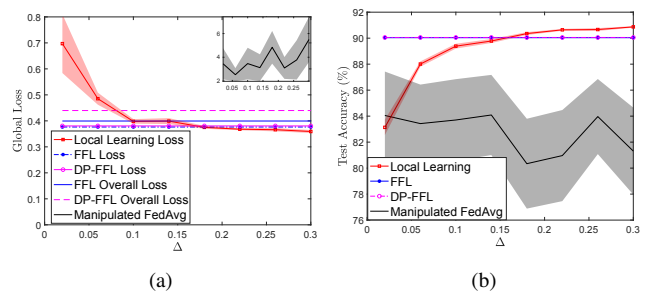 0.8
0.7
0.6
0.5
0.4
0.3
0.2
0.1
0
Global Loss
6
4
2
0.05 0.1 0.15 0.2 0.25
Local Learning Loss
FFL Loss
DP-FFL Loss
FFL Overall Loss
DP-FFL Overall Loss
Manipulated FedAvg
0 0.05 0.1 0.15 0.2 0.25 0.3
Δ
(a)
92
90
88
86
84
82
80
78
76
Test Accuracy (%)
Local Learning
FFL
DP-FFL
Manipulated FedAvg
0 0.05 0.1 0.15 0.2 0.25 0.3
Δ
(b)